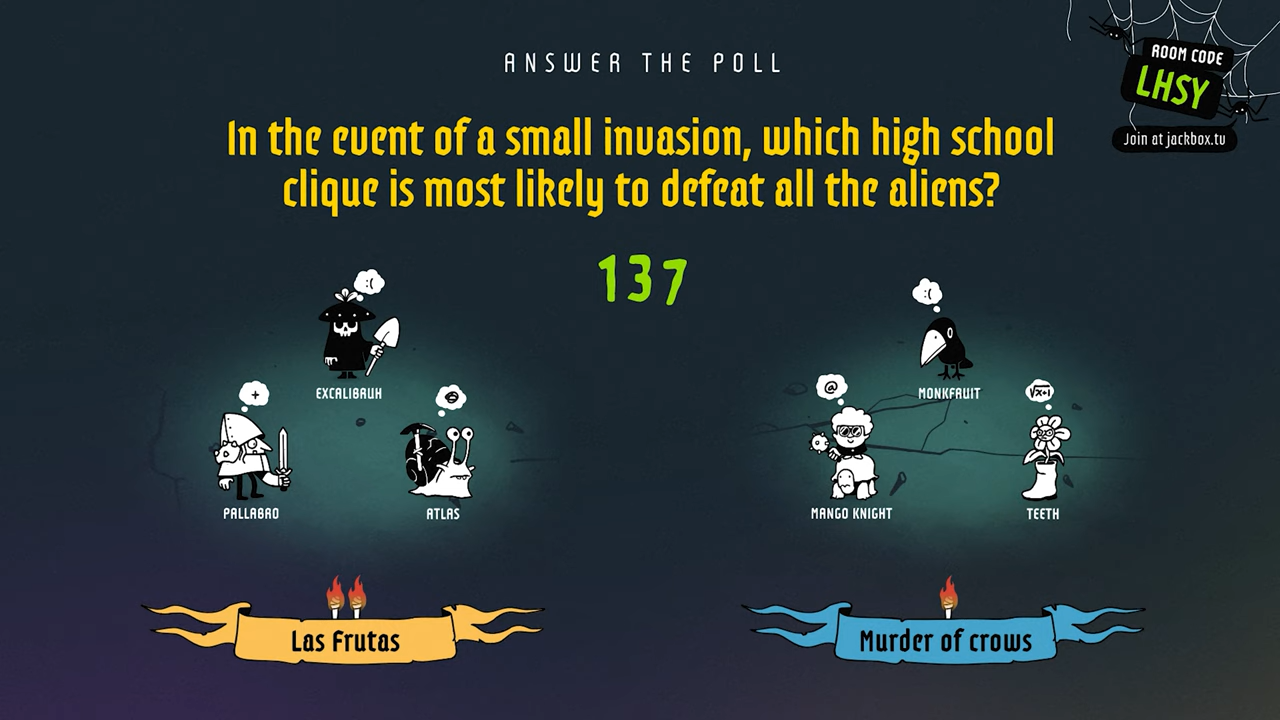 ANSWER THE POLL
ROOM CODE
LHSY
Join at jackbox.tv
In the event of a small invasion, which high school
clique is most likely to defeat all the aliens?
137
:(
EXCALIBRUH
+
PALLABRO
ATLAS
:(
MONKFRUIT
@
MANGO KNIGHT
√x+1
TEETH
Las Frutas
Murder of crows